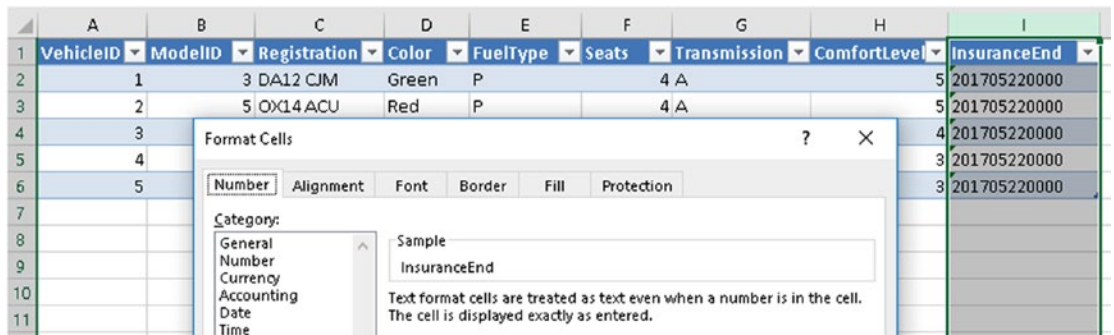 A B C D E F G H I
1 VehicleID ModelID Registration Color FuelType Seats Transmission ComfortLevel InsuranceEnd
2 1 3 DA12 CJM Green P 4 A 5 201705220000
3 2 5 OX14 ACU Red P 4 A 5 201705220000
4 3 4 201705220000
5 4 3 201705220000
6 5 3 201705220000
7
8
9
10
11
Format Cells ? ×
Number Alignment Font Border Fill Protection
Category:
General
Number
Currency
Accounting
Date
Time
Sample
InsuranceEnd
Text format cells are treated as text even when a number is in the cell.
The cell is displayed exactly as entered.